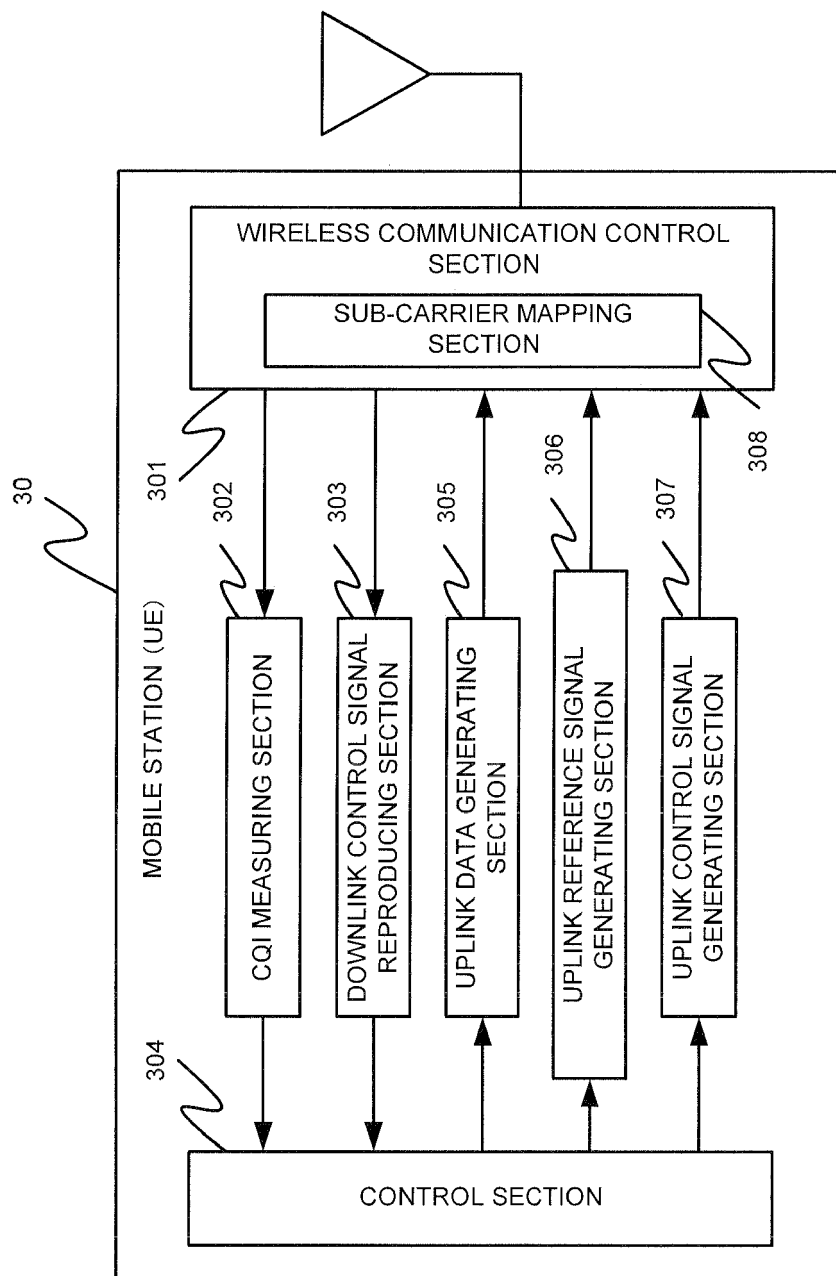 30
MOBILE STATION (UE)
WIRELESS COMMUNICATION CONTROL
SECTION
SUB-CARRIER MAPPING
SECTION
301
308
302
CQI MEASURING SECTION
303
DOWNLINK CONTROL SIGNAL
REPRODUCING SECTION
305
UPLINK DATA GENERATING
SECTION
306
UPLINK REFERENCE SIGNAL
GENERATING SECTION
307
UPLINK CONTROL SIGNAL
GENERATING SECTION
304
CONTROL SECTION